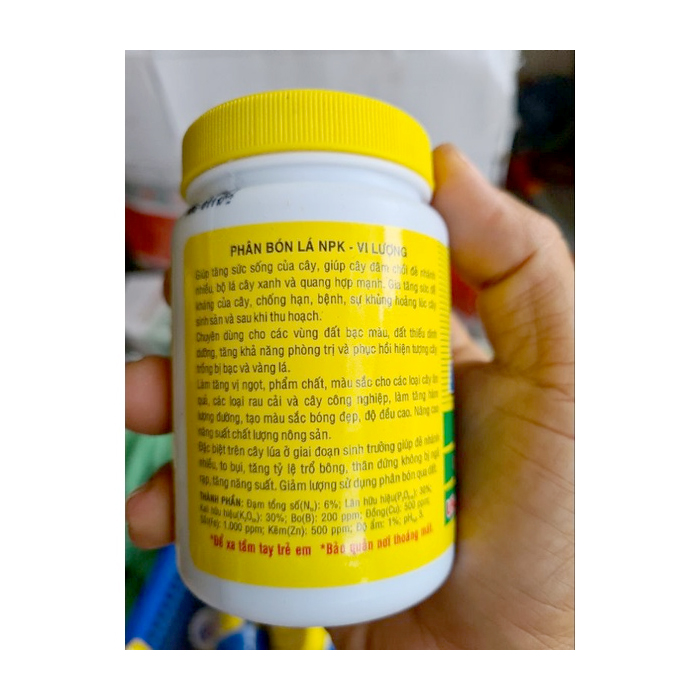 PHÂN BÓN LÁ NPK - VI LƯỢNG
Giúp tăng sức sống của cây, giúp cây đâm chồi đẻ nhánh
nhiều, bộ lá cây xanh và quang hợp mạnh. Gia tăng sức đề
kháng của cây, chống hạn, bệnh, sự khủng hoảng lúc cây
sinh sản và sau khi thu hoạch.
Chuyên dùng cho các vùng đất bạc màu, đất thiếu dinh
dưỡng, tăng khả năng phòng trị và phục hồi hiện tượng cây
trồng bị bạc và vàng lá.
Làm tăng vị ngọt, phẩm chất, màu sắc cho các loại cây ăn
quả, các loại rau cải và cây công nghiệp, làm tăng hàm
lượng đường, tạo màu sắc bóng đẹp, độ đều cao. Nâng cao
năng suất chất lượng nông sản.
Đặc biệt trên cây lúa ở giai đoạn sinh trưởng giúp đẻ nhánh
nhiều, to bụi, tăng tỷ lệ trổ bông, thân đứng không bị ngã
rạp, tăng năng suất. Giảm lượng sử dụng phân bón qua
THÀNH PHẦN: Đạm tổng số(Nts): 6%; Lân hữu hiệu(P2O5hh): 30%;
Kali hữu hiệu(K2Ohh): 30%; Bo(B): 200 ppm; Đồng(Cu): 500 ppm;
Sắt(Fe): 1.000 ppm; Kẽm(Zn): 500 ppm; Độ ẩm: 1%;
*Để xa tầm tay trẻ em *Bảo quản nơi thoáng mát.